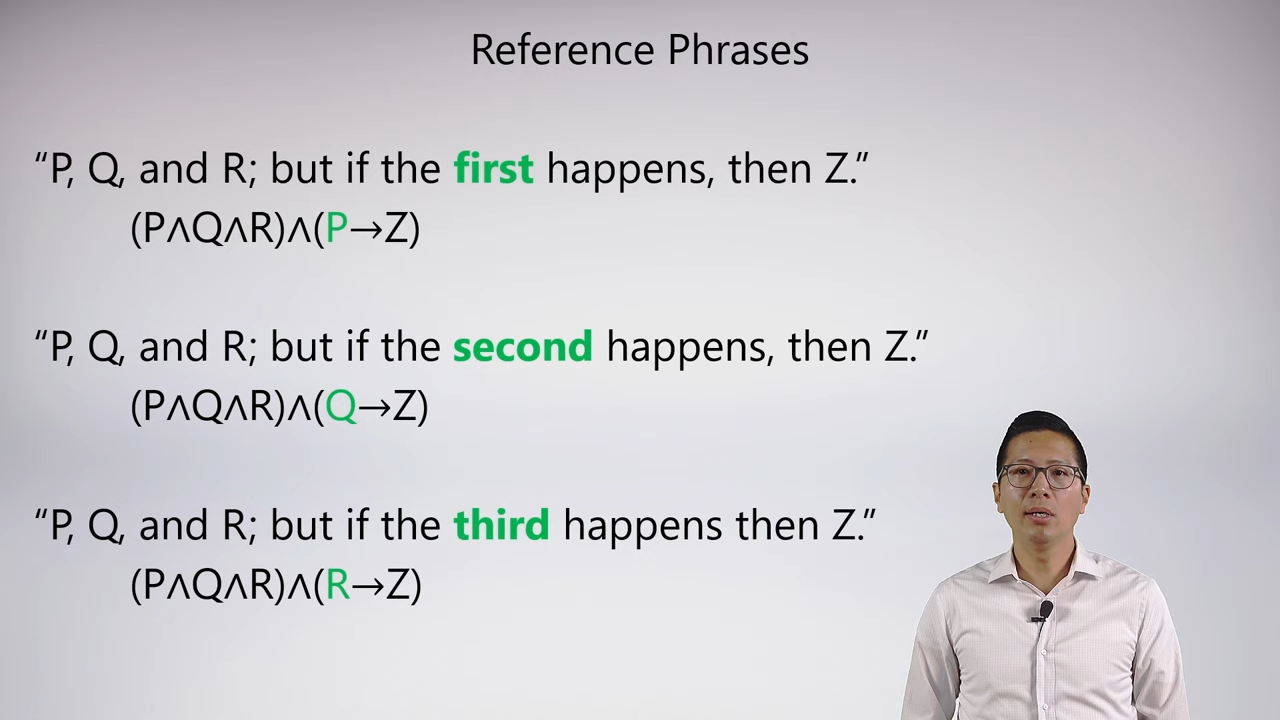 Reference Phrases
“P, Q, and R; but if the first happens, then Z.”
(P∧Q∧R)∧(P→Z)
“P, Q, and R; but if the second happens, then Z.”
(P∧Q∧R)∧(Q→Z)
“P, Q, and R; but if the third happens then Z.”
(P∧Q∧R)∧(R→Z)